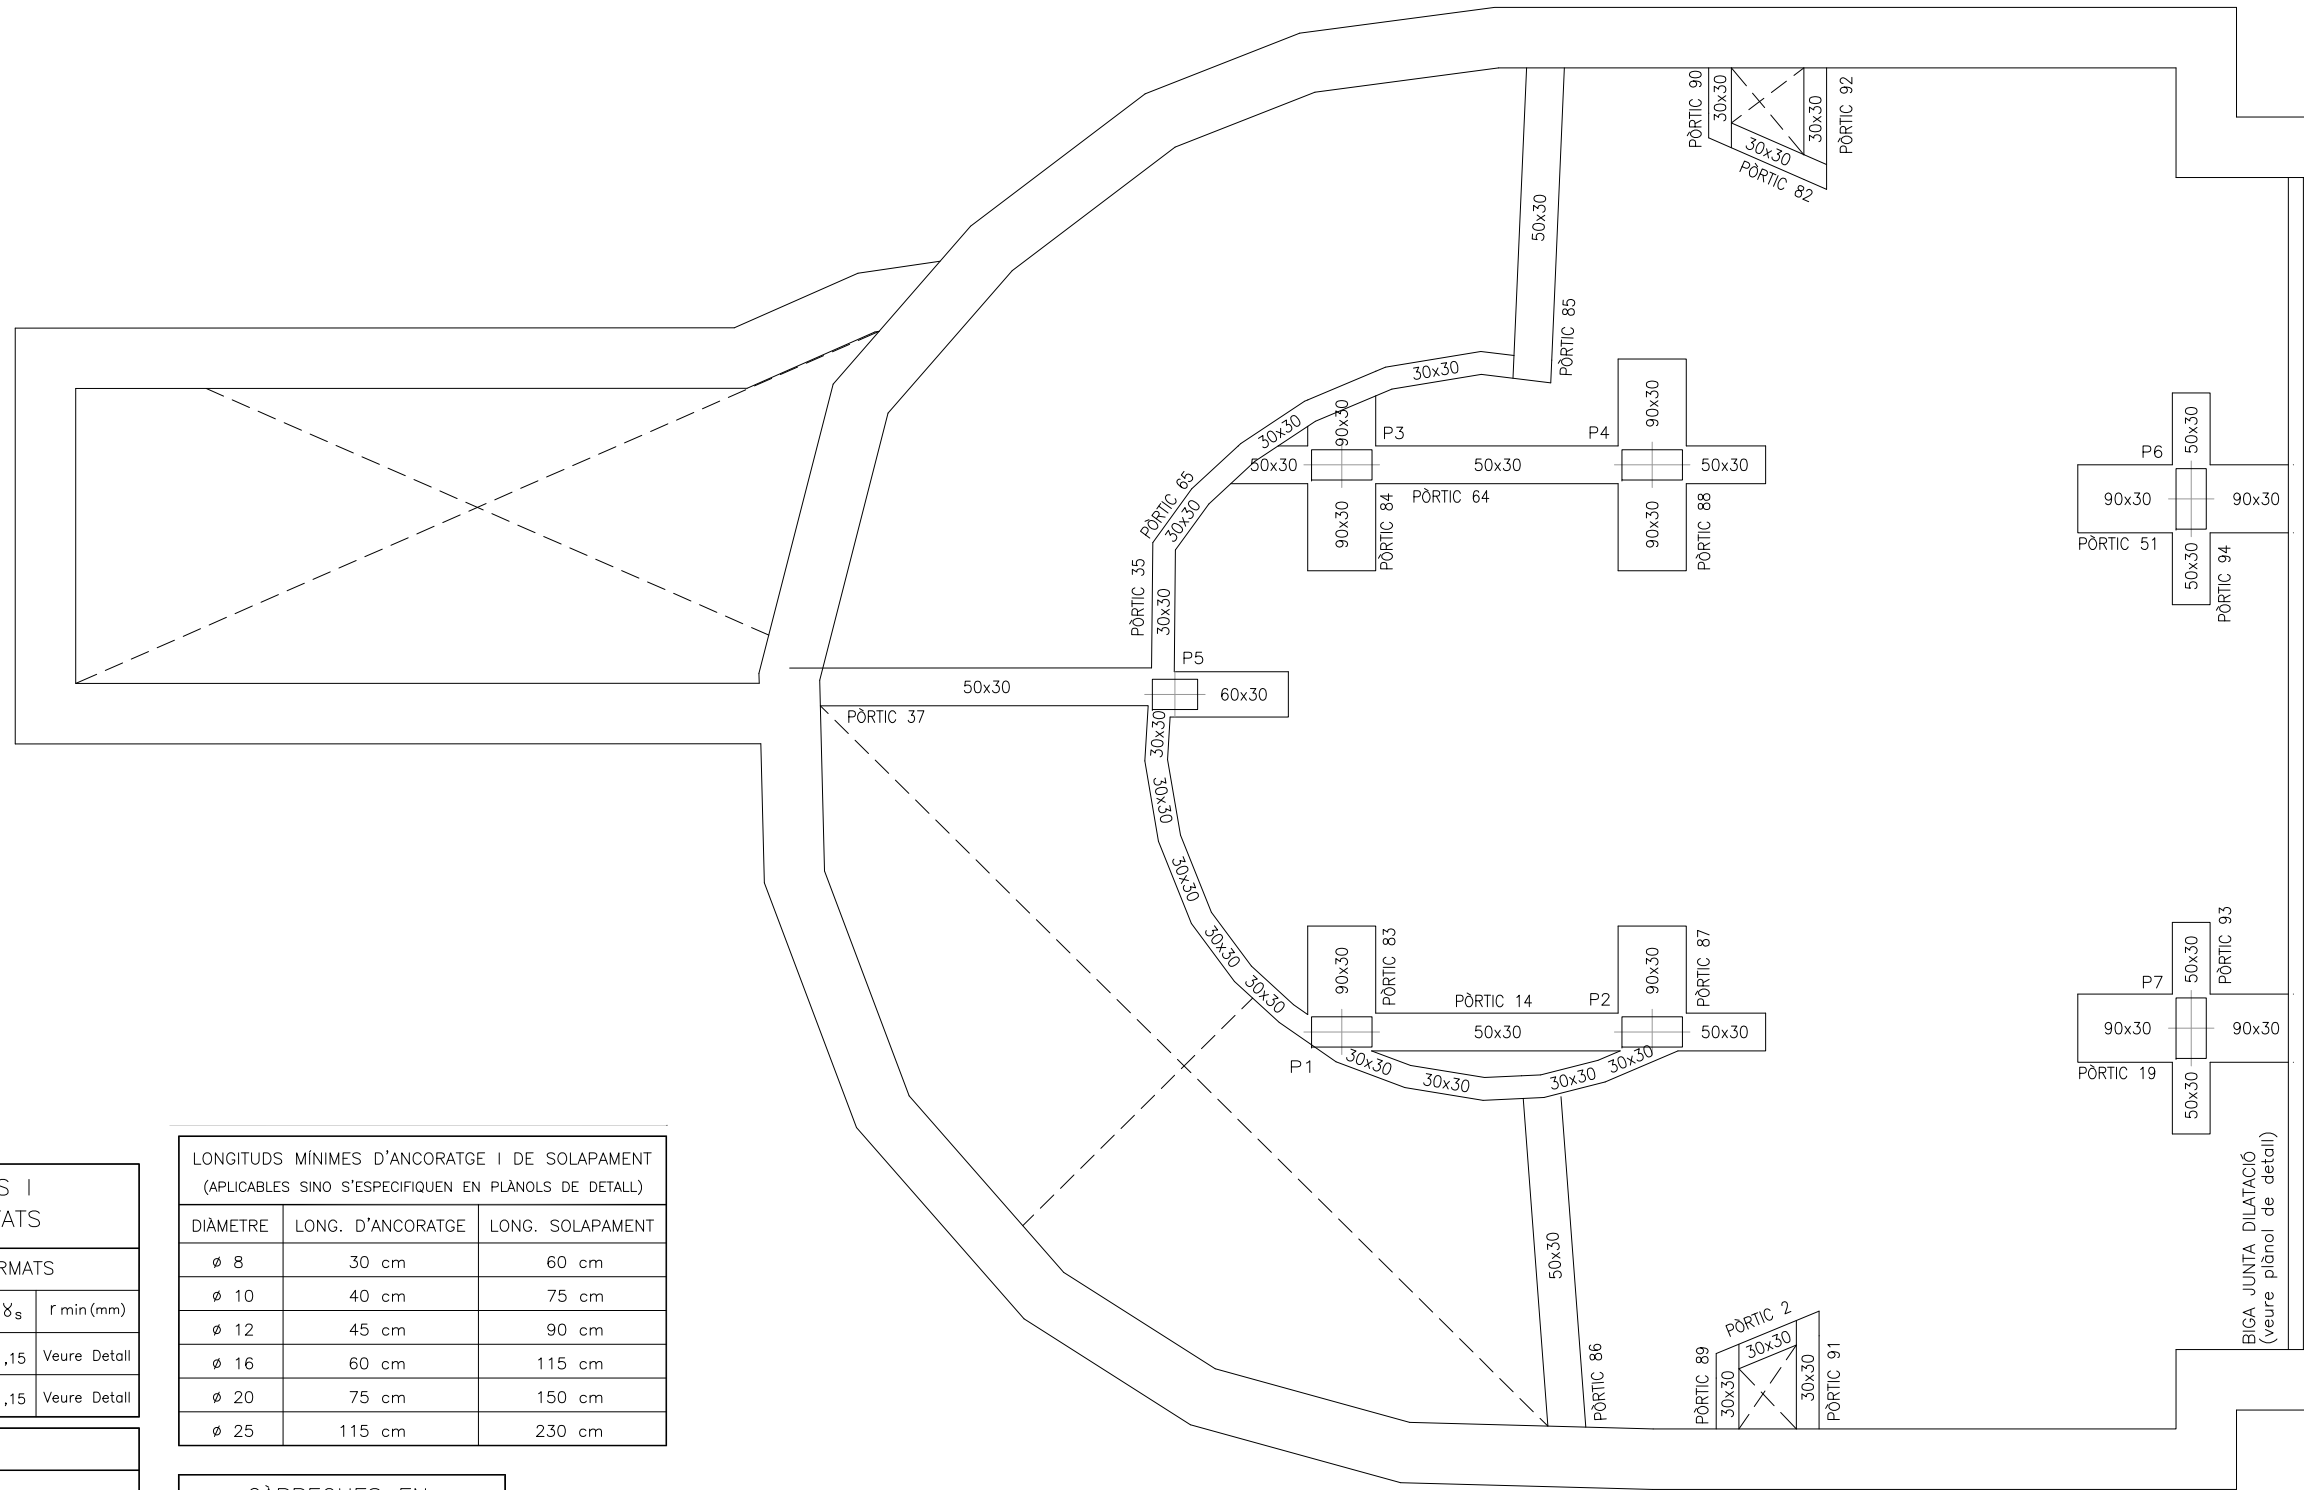 PÒRTIC 90
30x30
30x30
PÒRTIC 92
30x30
PÒRTIC 82
50x30
PÒRTIC 85
30x30
90x30
30x30
P3
50x30
50x30
PÒRTIC 64
90x30
PÒRTIC 84
P4
90x30
50x30
90x30
PÒRTIC 88
PÒRTIC 65
30x30
PÒRTIC 35
30x30
P6
50x30
90x30
90x30
PÒRTIC 51
50x30
PÒRTIC 94
P5
50x30
60x30
PÒRTIC 37
30x30
30x30
30x30
30x30
30x30
90x30
PÒRTIC 83
PÒRTIC 14
P2
90x30
PÒRTIC 87
50x30
50x30
P1
30x30
30x30
30x30
30x30
50x30
PÒRTIC 93
P7
90x30
90x30
PÒRTIC 19
50x30
BIGA JUNTA DILATACIÓ
(veure plànol de detall)
50x30
PÒRTIC 86
PÒRTIC 2
30x30
PÒRTIC 89
30x30
30x30
PÒRTIC 91
S I
TATS
RMATS
γs r min(mm)
,15 Veure Detall
,15 Veure Detall
LONGITUDS MÍNIMES D'ANCORATGE I DE SOLAPAMENT
(APLICABLES SINO S'ESPECIFIQUEN EN PLÀNOLS DE DETALL)
DIÀMETRE LONG. D'ANCORATGE LONG. SOLAPAMENT
ø 8 30 cm 60 cm
ø 10 40 cm 75 cm
ø 12 45 cm 90 cm
ø 16 60 cm 115 cm
ø 20 75 cm 150 cm
ø 25 115 cm 230 cm
CÀRREGUES EN